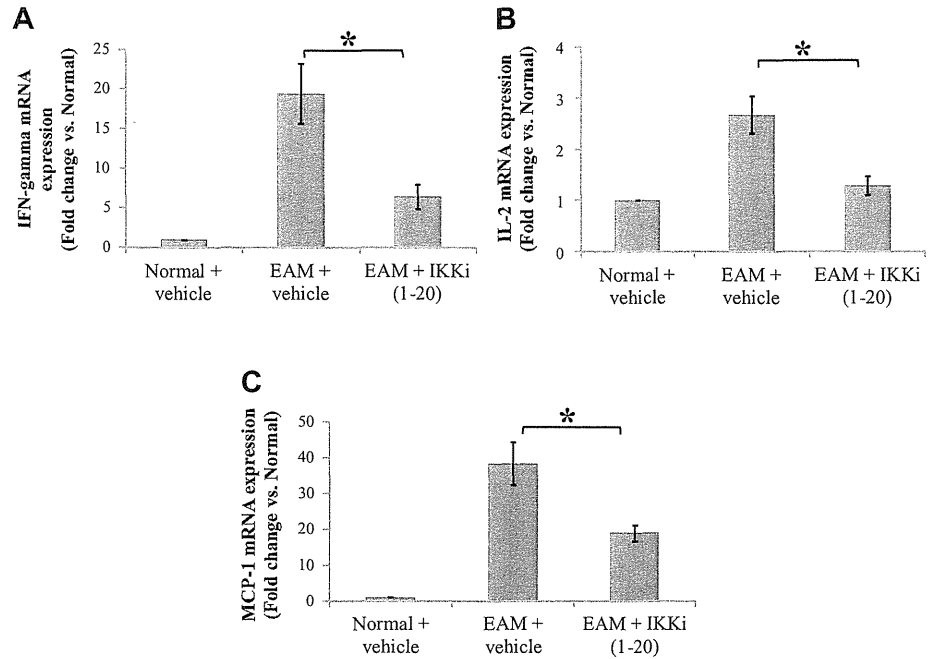 A
IFN-gamma mRNA
expression
(Fold change vs. Normal)
25
20
15
10
5
0
*
Normal +
vehicle
EAM +
vehicle
EAM + IKKi
(1-20)
B
IL-2 mRNA expression
(Fold change vs. Normal)
4
3
2
1
0
*
Normal +
vehicle
EAM +
vehicle
EAM + IKKi
(1-20)
C
MCP-1 mRNA expression
(Fold change vs. Normal)
50
40
30
20
10
0
*
Normal +
vehicle
EAM +
vehicle
EAM + IKKi
(1-20)